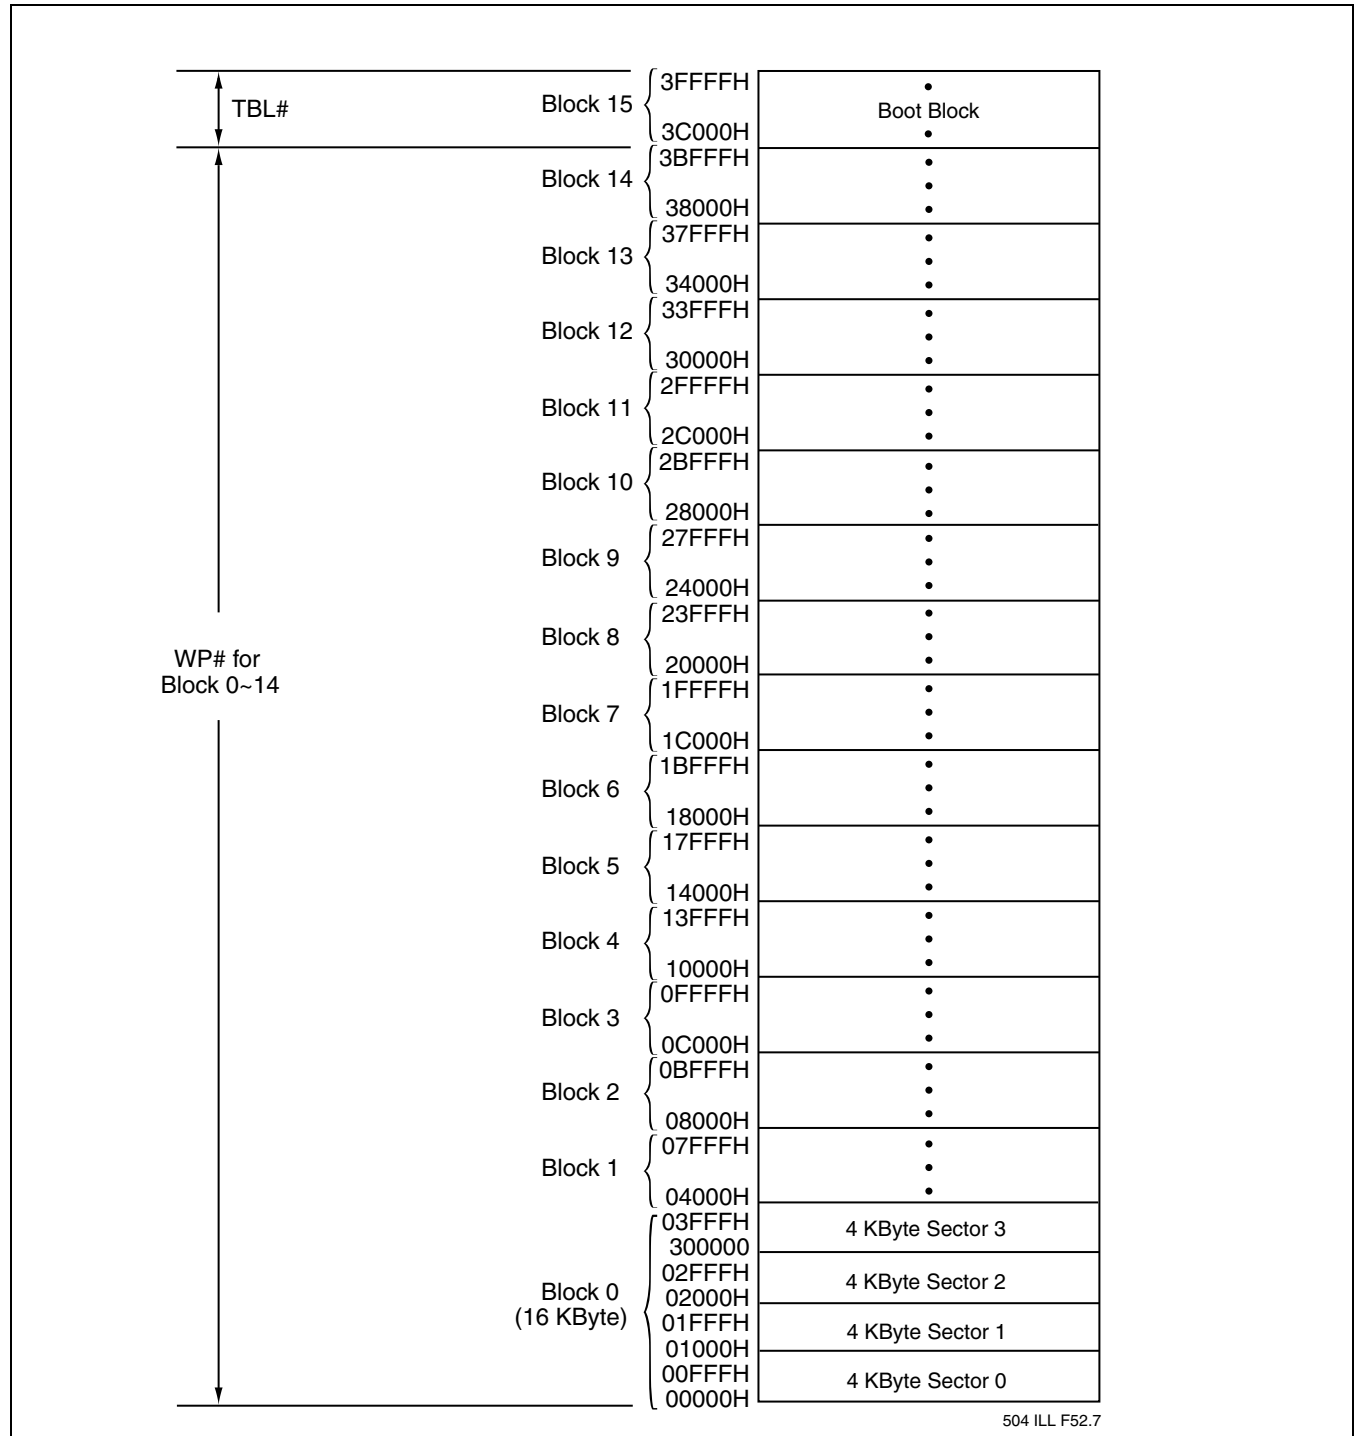 TBL#
Block 15
3FFFFH
3C000H
Boot Block
Block 14
3BFFFH
38000H
Block 13
37FFFH
34000H
Block 12
33FFFH
30000H
Block 11
2FFFFH
2C000H
Block 10
2BFFFH
28000H
Block 9
27FFFH
24000H
Block 8
23FFFH
20000H
WP# for
Block 0~14
Block 7
1FFFFH
1C000H
Block 6
1BFFFH
18000H
Block 5
17FFFH
14000H
Block 4
13FFFH
10000H
Block 3
0FFFFH
0C000H
Block 2
0BFFFH
08000H
Block 1
07FFFH
04000H
Block 0
(16 KByte)
03FFFH
300000
4 KByte Sector 3
02FFFH
02000H
4 KByte Sector 2
01FFFH
01000H
4 KByte Sector 1
00FFFH
00000H
4 KByte Sector 0
504 ILL F52.7